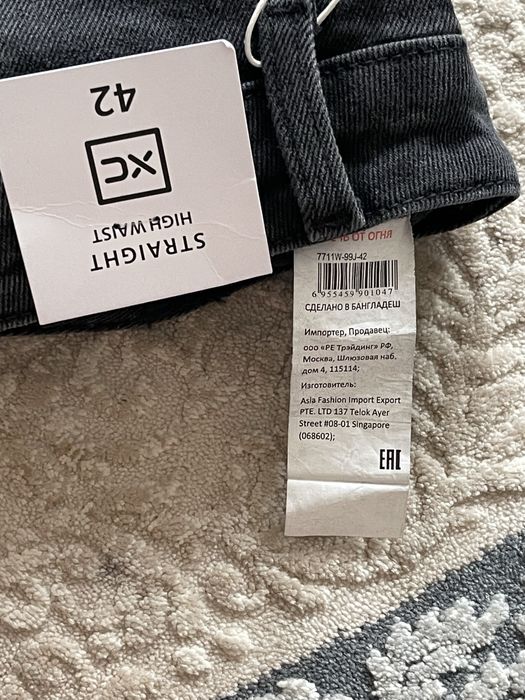 STRAIGHT
HIGH WAIST
XC
42
ОТ ОГНЯ
7711W-99J-42
6 955459 901047
СДЕЛАНО В БАНГЛАДЕШ
Импортер, Продавец:
ООО «РЕ Трэйдинг» РФ,
Москва, Шлюзовая наб.
дом 4, 115114;
Изготовитель:
Asia Fashion Import Export
PTE. LTD 137 Telok Ayer
Street #08-01 Singapore
(068602);
EAC